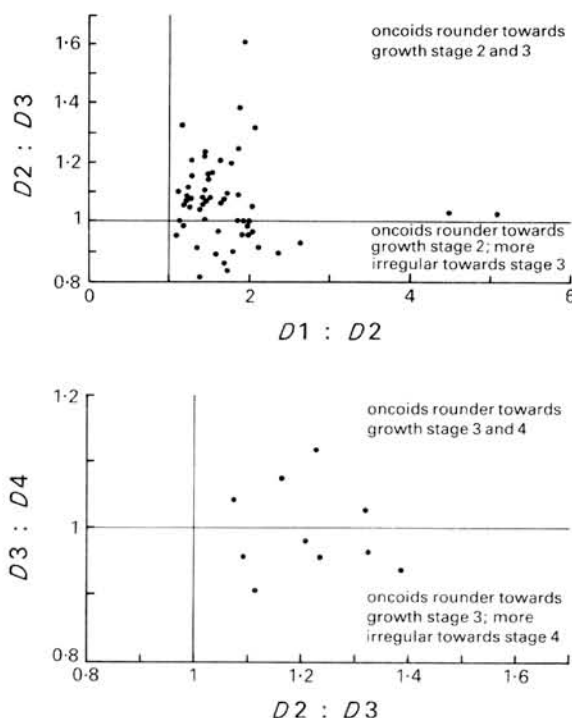 oncoids rounder towards
growth stage 2 and 3
1·6
1·4
1·2
1
0·8
D2 : D3
oncoids rounder towards
growth stage 2; more
irregular towards stage 3
0
2
4
6
D1 : D2
1·2
1
0·8
D3 : D4
oncoids rounder towards
growth stage 3 and 4
oncoids rounder towards
growth stage 3; more
irregular towards stage 4
0·8
1
1·2
1·4
1·6
D2 : D3